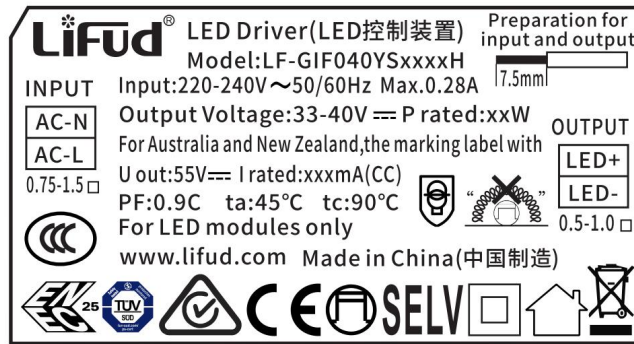 LiFud®
LED Driver(LED控制装置)
Model:LF-GIF040YSxxxxH
Preparation for
input and output
7.5mm
INPUT
AC-N
AC-L
0.75-1.5
Input:220-240V～50/60Hz Max.0.28A
Output Voltage:33-40V⎓P rated:xxW
For Australia and New Zealand,the marking label with
U out:55V⎓ I rated:xxxmA(CC)
PF:0.9C ta:45℃ tc:90℃
For LED modules only
www.lifud.com Made in China(中国制造)
OUTPUT
LED+
LED-
0.5-1.0
“ ”
CCC
ENEC 25
TÜV
SÜD
CE
SELV